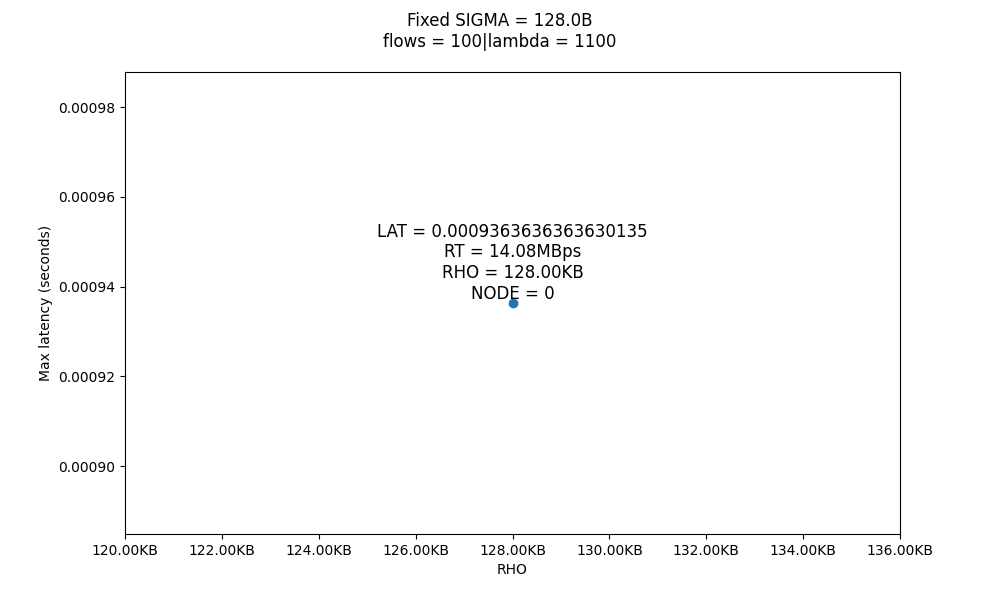 Fixed SIGMA = 128.0B
flows = 100|lambda = 1100
0.00098
0.00096
0.00094
0.00092
0.00090
Max latency (seconds)
LAT = 0.0009363636363630135
RT = 14.08MBps
RHO = 128.00KB
NODE = 0
120.00KB 122.00KB 124.00KB 126.00KB 128.00KB 130.00KB 132.00KB 134.00KB 136.00KB
RHO